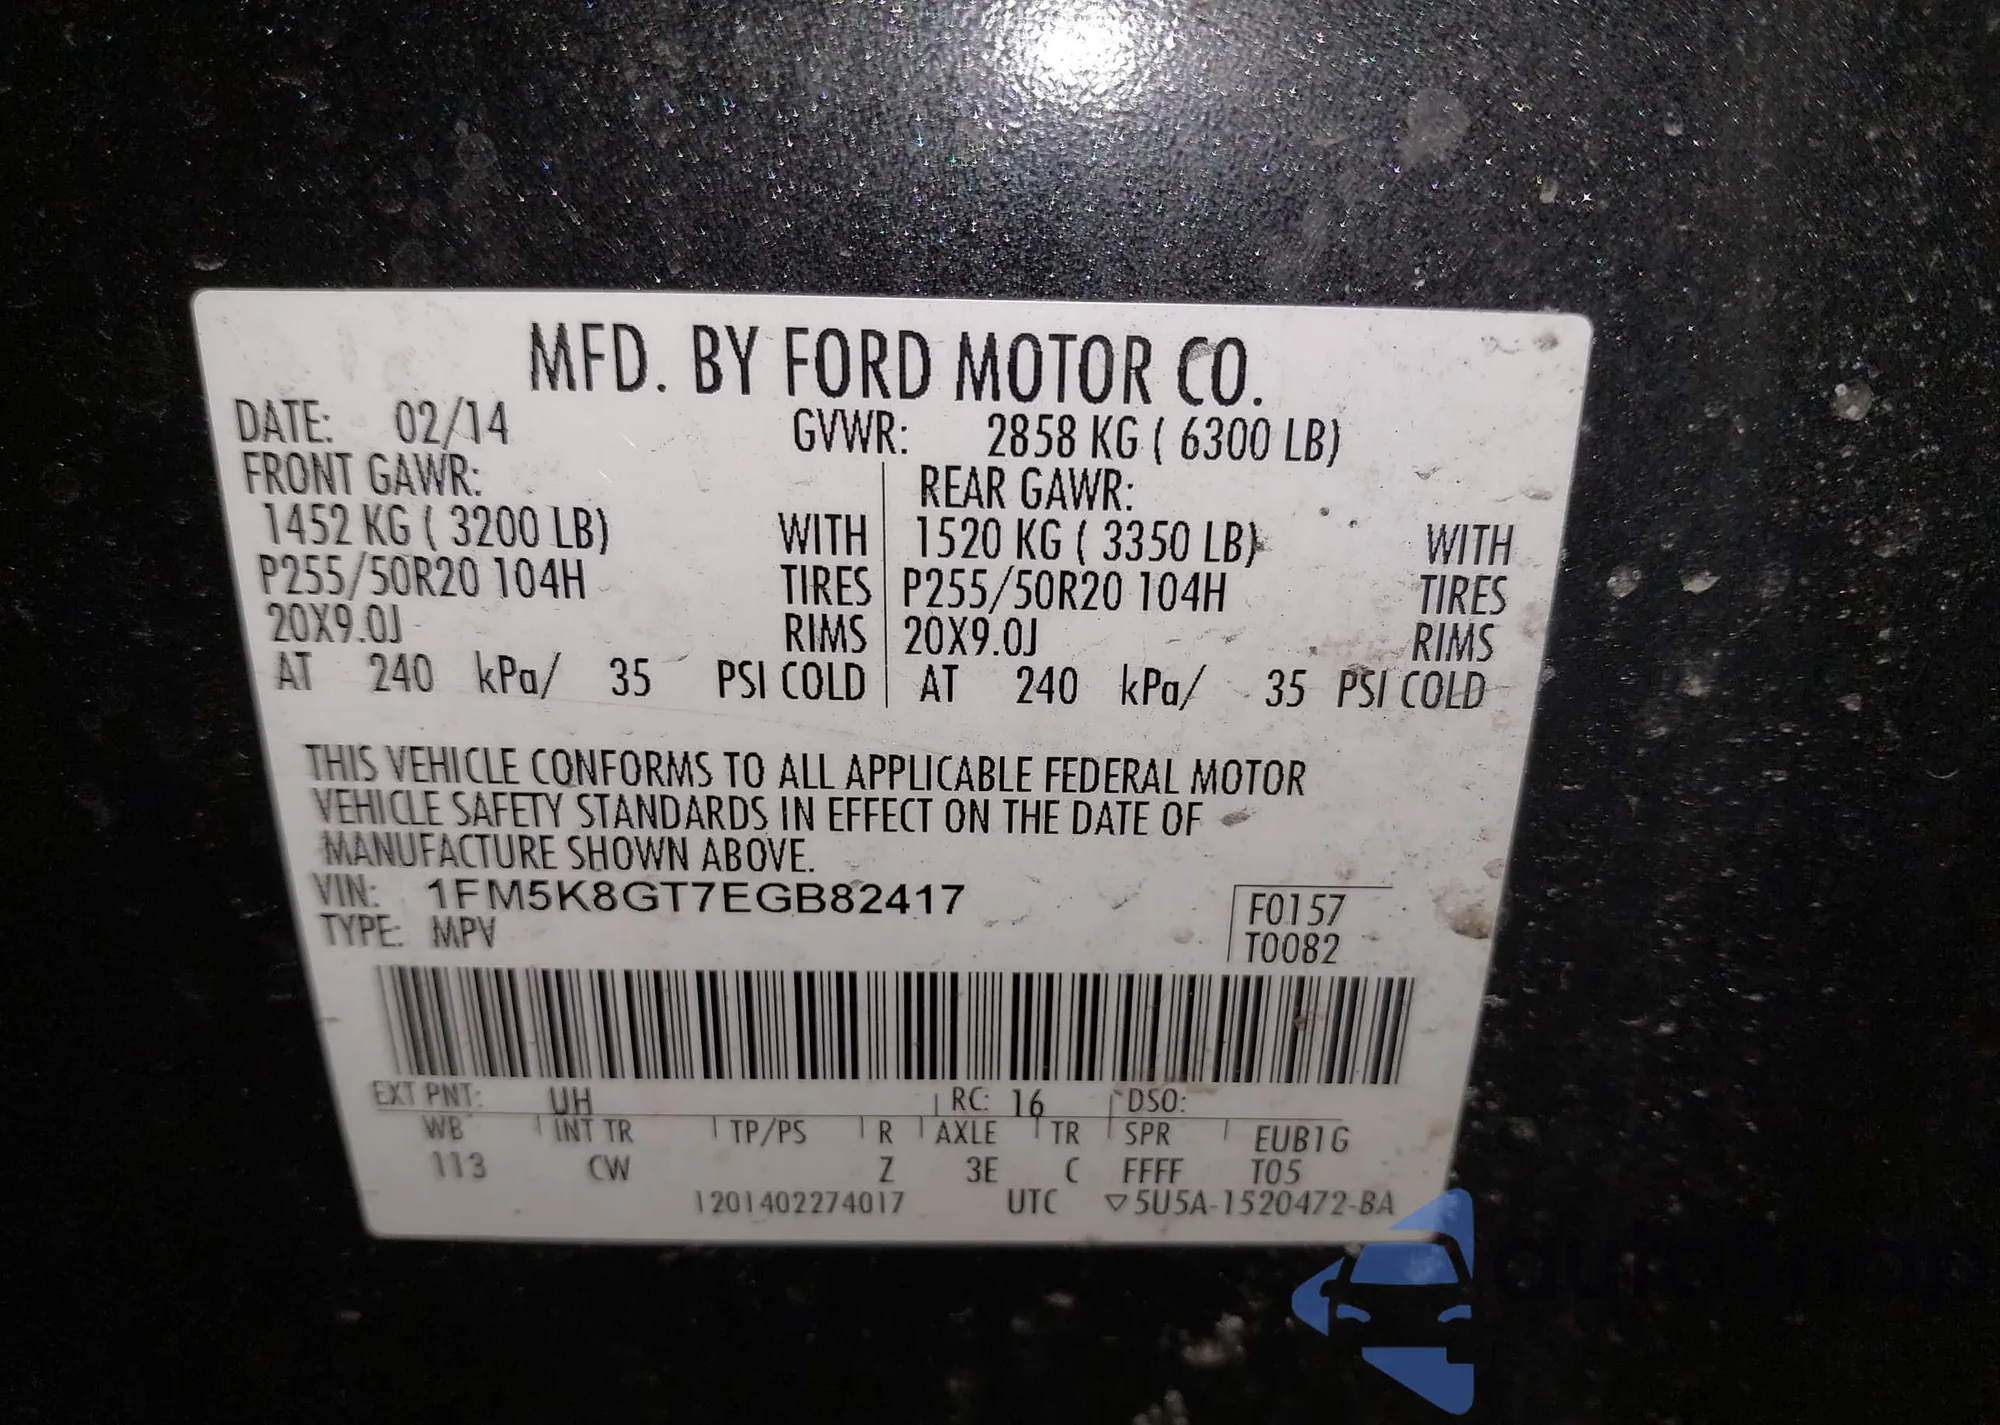 MFD. BY FORD MOTOR CO.
DATE: 02/14 GVWR: 2858 KG ( 6300 LB)
FRONT GAWR: REAR GAWR:
1452 KG ( 3200 LB) WITH 1520 KG ( 3350 LB) WITH
P255/50R20 104H TIRES P255/50R20 104H TIRES
20X9.0J RIMS 20X9.0J RIMS
AT 240 kPa/ 35 PSI COLD AT 240 kPa/ 35 PSI COLD
THIS VEHICLE CONFORMS TO ALL APPLICABLE FEDERAL MOTOR
VEHICLE SAFETY STANDARDS IN EFFECT ON THE DATE OF
MANUFACTURE SHOWN ABOVE.
VIN: 1FM5K8GT7EGB82417 F0157
TYPE: MPV T0082
EXT PNT: UH RC: 16 DSO:
WB INT TR TP/PS R AXLE TR SPR EUB1G
113 CW Z 3E C FFFF T05
1201402274017 UTC ▽5U5A-1520472-BA